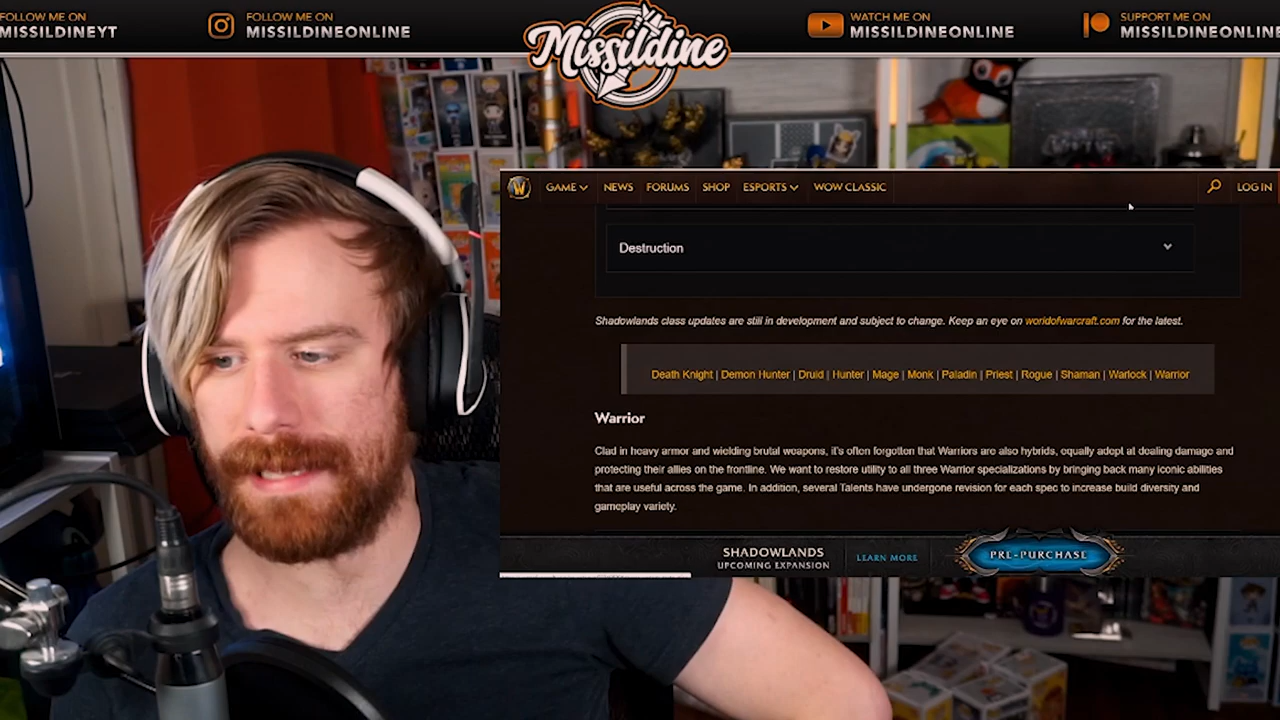 FOLLOW ME ON
MISSILDINEYT
FOLLOW ME ON
MISSILDINEONLINE
Missildine
WATCH ME ON
MISSILDINEONLINE
SUPPORT ME ON
MISSILDINEONLINE
W
GAME NEWS FORUMS SHOP ESPORTS WOW CLASSIC LOG IN
Destruction
Shadowlands class updates are still in development and subject to change. Keep an eye on worldofwarcraft.com for the latest.
Death Knight | Demon Hunter | Druid | Hunter | Mage | Monk | Paladin | Priest | Rogue | Shaman | Warlock | Warrior
Warrior
Clad in heavy armor and wielding brutal weapons, it's often forgotten that Warriors are also hybrids, equally adept at dealing damage and
protecting their allies on the frontline. We want to restore utility to all three Warrior specializations by bringing back many iconic abilities
that are useful across the game. In addition, several Talents have undergone revision for each spec to increase build diversity and
gameplay variety.
SHADOWLANDS
UPCOMING EXPANSION
LEARN MORE
PRE-PURCHASE